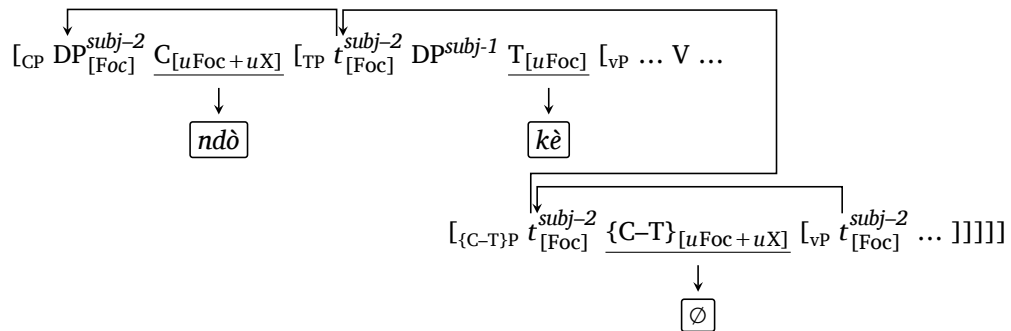 [CP DP^subj–2_[Foc] C_[uFoc+uX] [TP t^subj–2_[Foc] DP^subj-1 T_[uFoc] [vP … V …
ndò kè
[{C–T}P t^subj–2_[Foc] {C–T}_[uFoc+uX] [vP t^subj–2_[Foc] … ]]]]]
∅